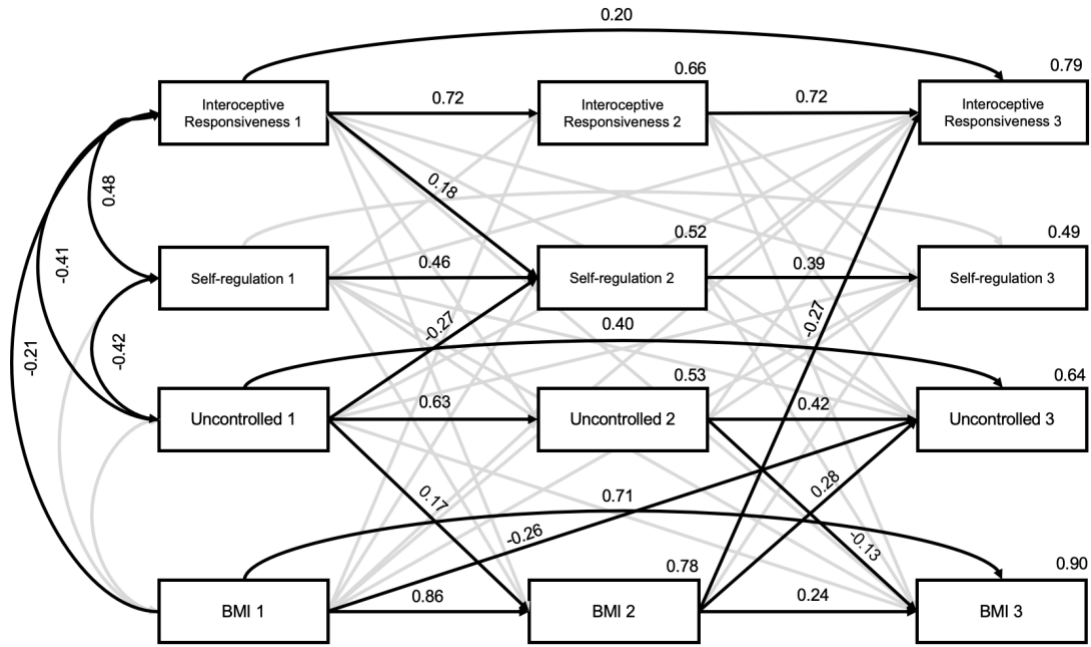 0.20
0.66
0.79
Interoceptive
Responsiveness 1
0.72
Interoceptive
Responsiveness 2
0.72
Interoceptive
Responsiveness 3
0.48
0.18
0.52
0.49
-0.41
Self-regulation 1
0.46
Self-regulation 2
0.39
Self-regulation 3
-0.21
-0.42
-0.27
0.40
-0.27
0.53
0.64
Uncontrolled 1
0.63
Uncontrolled 2
0.42
Uncontrolled 3
0.17
0.71
-0.26
0.28
-0.13
0.78
0.90
BMI 1
0.86
BMI 2
0.24
BMI 3